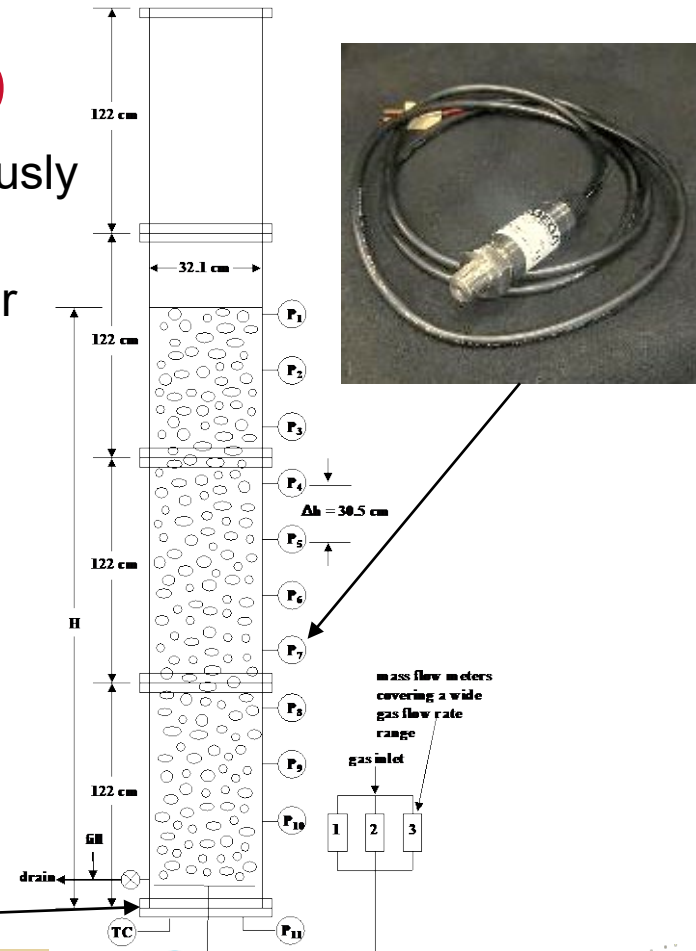 )
122 cm
usly
32.1 cm
r
P1
122 cm
P2
P3
P4
Δh = 30.5 cm
P5
122 cm
P6
H
P7
mass flow meters
covering a wide
gas flow rate
range
P8
gas inlet
P9
122 cm
P10
1 2 3
drain
TC
P11